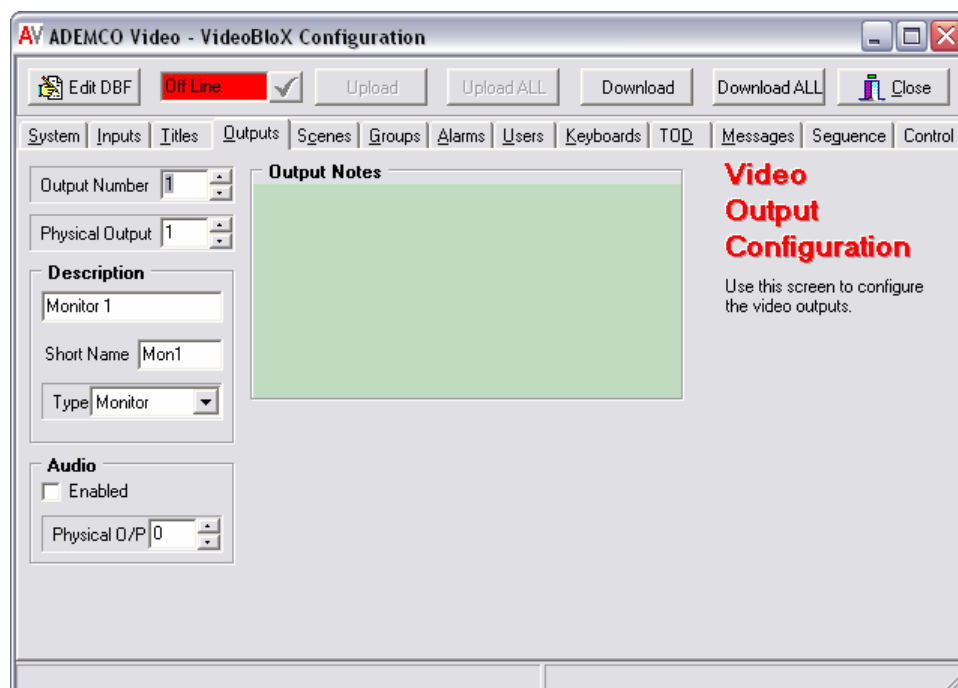 AV ADEMCO Video - VideoBloX Configuration
Edit DBF Off Line Upload Upload ALL Download Download ALL Close
System Inputs Titles Outputs Scenes Groups Alarms Users Keyboards TOD Messages Seguence Control
Output Number 1
Physical Output 1
Description
Monitor 1
Short Name Mon1
Type Monitor
Audio
Enabled
Physical O/P 0
Output Notes
Video
Output
Configuration
Use this screen to configure
the video outputs.